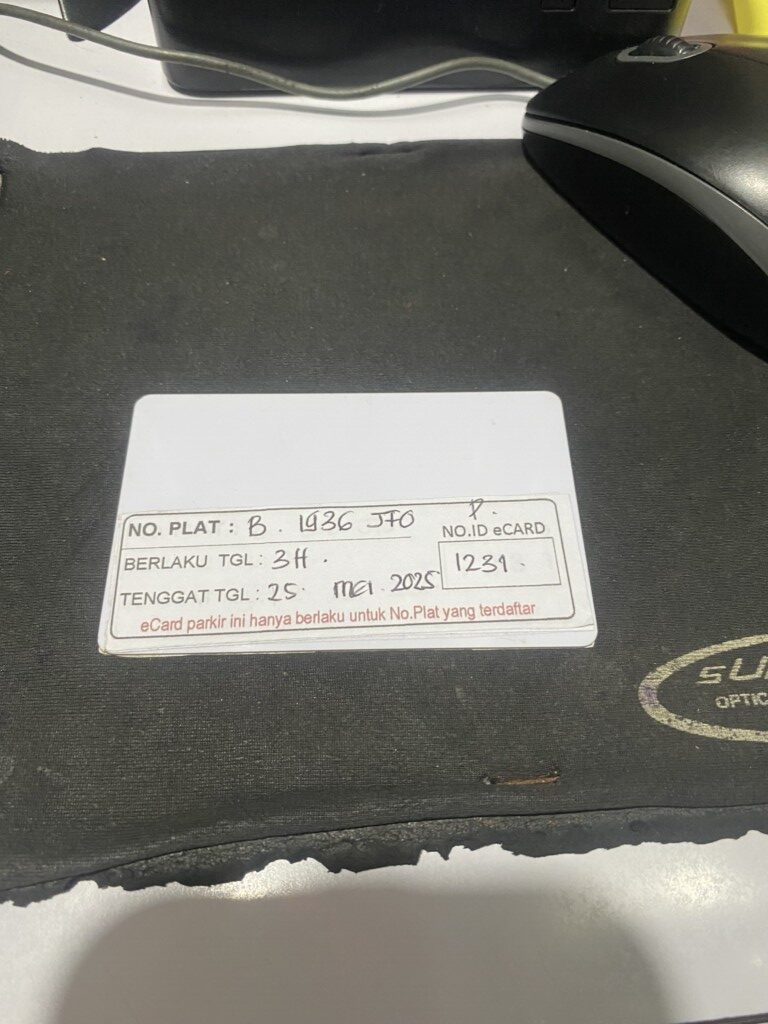 P.
NO. PLAT : B . 1936 JFO
NO.ID eCARD
BERLAKU TGL : 3H .
1231.
TENGGAT TGL : 25. MEI 2025
eCard parkir ini hanya berlaku untuk No.Plat yang terdaftar
OPTIC